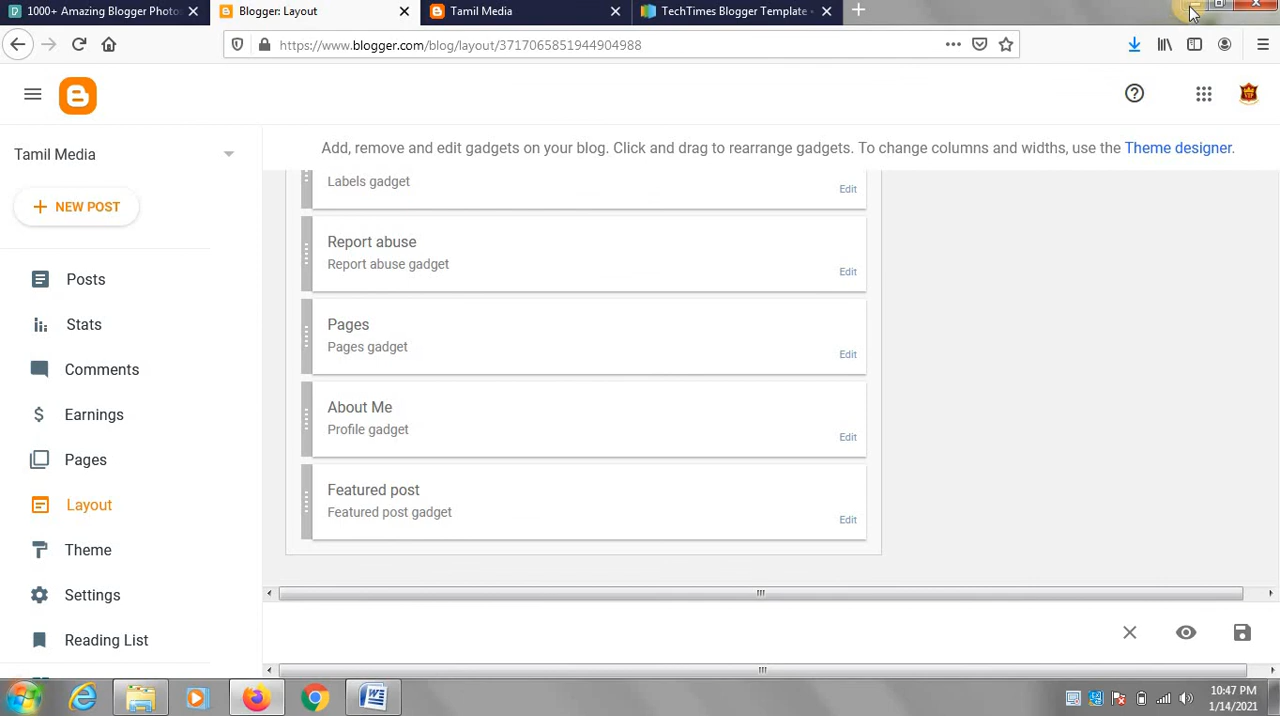 1000+ Amazing Blogger Photo
Blogger: Layout
Tamil Media
TechTimes Blogger Template -
https://www.blogger.com/blog/layout/3717065851944904988
Tamil Media
Add, remove and edit gadgets on your blog. Click and drag to rearrange gadgets. To change columns and widths, use the Theme designer.
NEW POST
Posts
Stats
Comments
Earnings
Pages
Layout
Theme
Settings
Reading List
Labels gadget
Edit
Report abuse
Report abuse gadget
Edit
Pages
Pages gadget
Edit
About Me
Profile gadget
Edit
Featured post
Featured post gadget
Edit
10:47 PM
1/14/2021